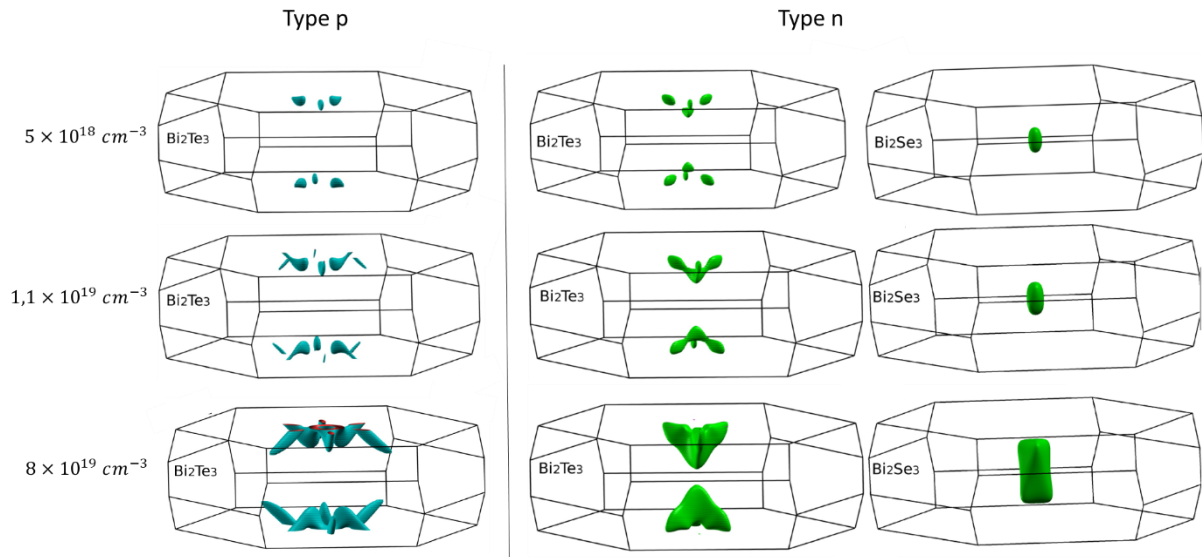 Type p
Type n
5 × 10¹⁸ cm⁻³
Bi2Te3
Bi2Te3
Bi2Se3
1,1 × 10¹⁹ cm⁻³
Bi2Te3
Bi2Te3
Bi2Se3
8 × 10¹⁹ cm⁻³
Bi2Te3
Bi2Te3
Bi2Se3